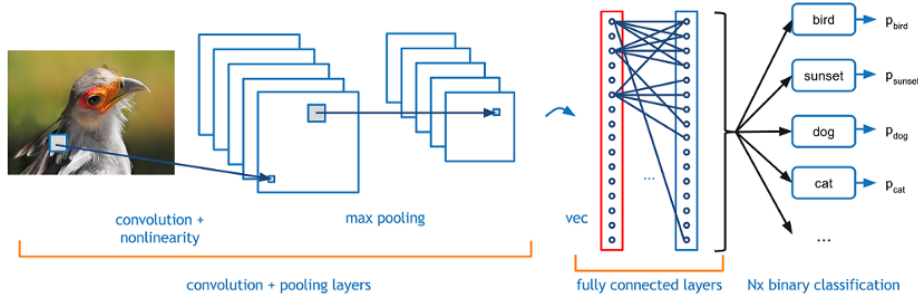 convolution +
nonlinearity
max pooling
convolution + pooling layers
vec
...
fully connected layers
bird
p_bird
sunset
p_sunset
dog
p_dog
cat
p_cat
...
Nx binary classification